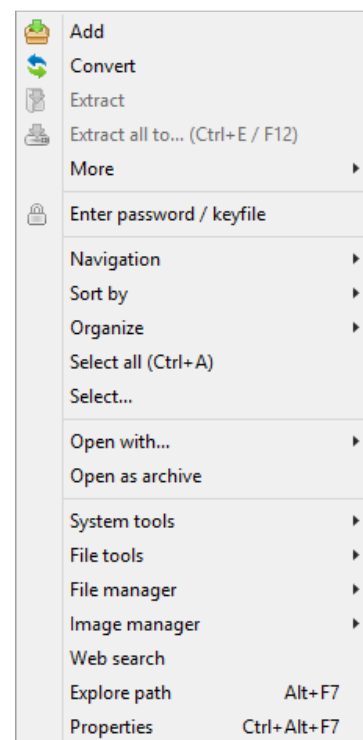 Add
Convert
Extract
Extract all to... (Ctrl+E / F12)
More
Enter password / keyfile
Navigation
Sort by
Organize
Select all (Ctrl+A)
Select...
Open with...
Open as archive
System tools
File tools
File manager
Image manager
Web search
Explore path Alt+F7
Properties Ctrl+Alt+F7